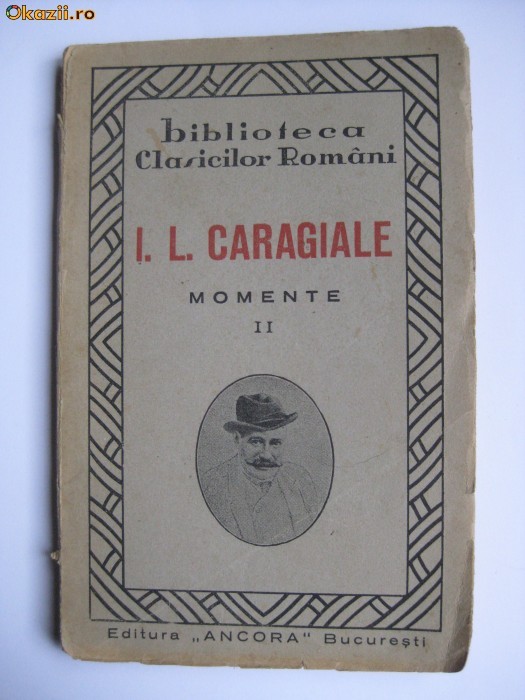 Okazii.ro
biblioteca
Clasicilor Români
I. L. CARAGIALE
MOMENTE
II
Editura „ANCORA" București